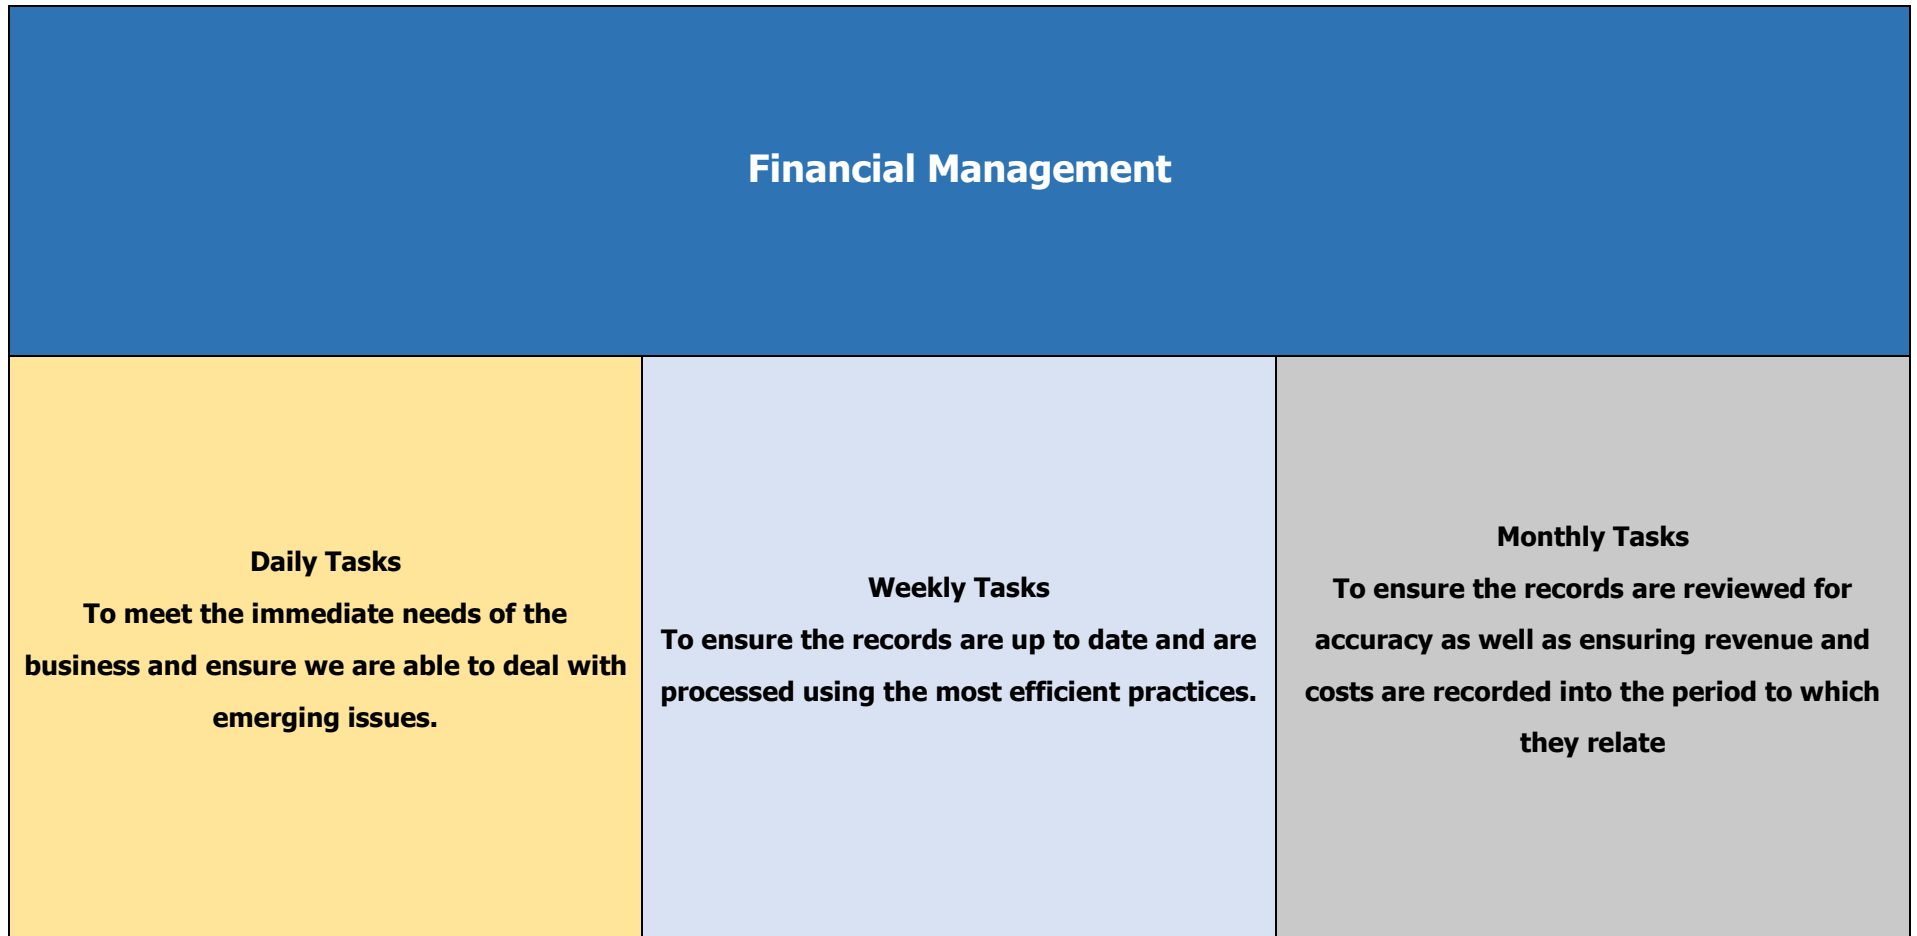 Financial Management
Daily Tasks
To meet the immediate needs of the
business and ensure we are able to deal with
emerging issues.
Weekly Tasks
To ensure the records are up to date and are
processed using the most efficient practices.
Monthly Tasks
To ensure the records are reviewed for
accuracy as well as ensuring revenue and
costs are recorded into the period to which
they relate